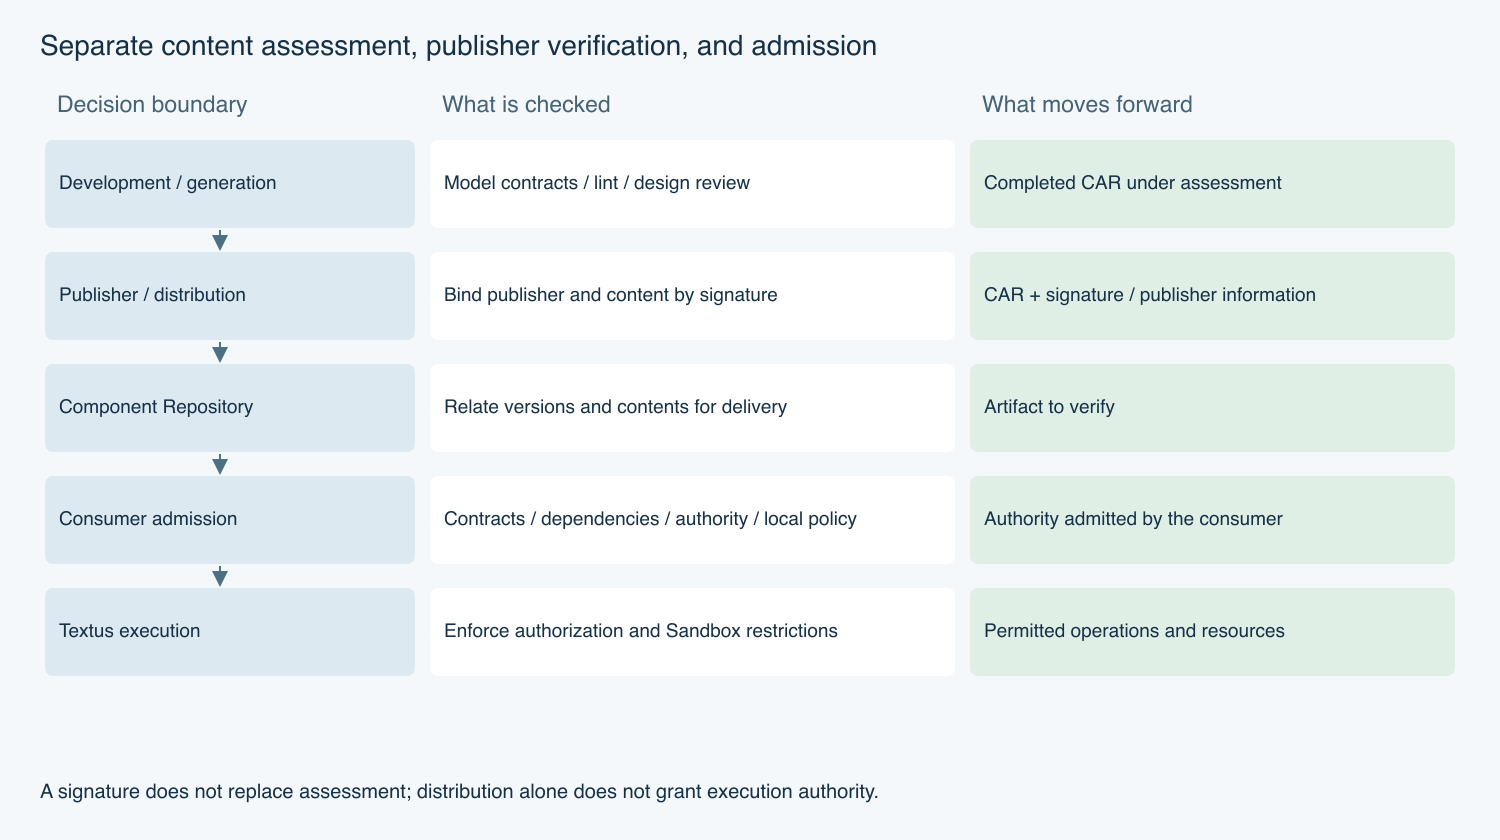 Separate content assessment, publisher verification, and admission
Decision boundary
What is checked
What moves forward
Development / generation
Model contracts / lint / design review
Completed CAR under assessment
Publisher / distribution
Bind publisher and content by signature
CAR + signature / publisher information
Component Repository
Relate versions and contents for delivery
Artifact to verify
Consumer admission
Contracts / dependencies / authority / local policy
Authority admitted by the consumer
Textus execution
Enforce authorization and Sandbox restrictions
Permitted operations and resources
A signature does not replace assessment; distribution alone does not grant execution authority.